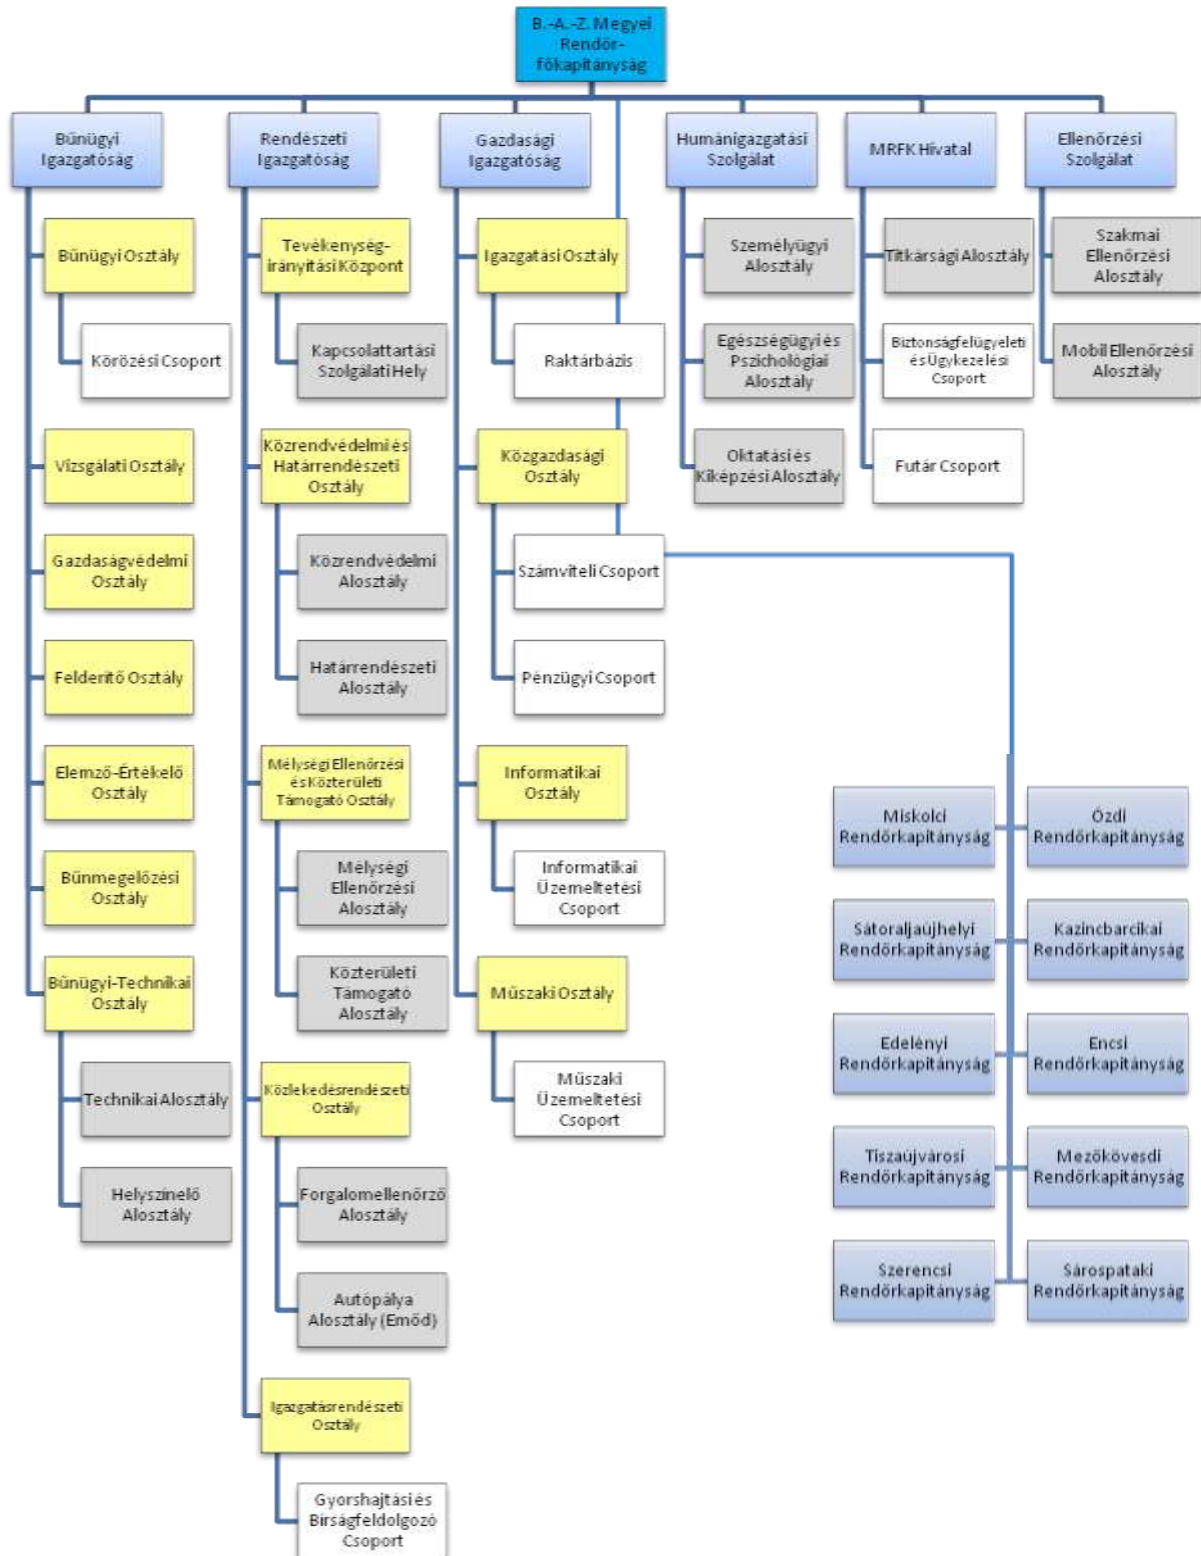 B.-A.-Z. Megyei
Rendőr-
főkapitányság
Bűnügyi
Igazgatóság
Rendészeti
Igazgatóság
Gazdasági
Igazgatóság
Humánigazgatási
Szolgálat
MRFK Hivatal
Ellenőrzési
Szolgálat
Bűnügyi Osztály
Körözési Csoport
Vizsgálati Osztály
Gazdaságvédelmi
Osztály
Felderítő Osztály
Elemző-Értékelő
Osztály
Bűnmegelőzési
Osztály
Bűnügyi-Technikai
Osztály
Technikai Alosztály
Helyszínelő
Alosztály
Tevékenység-
irányítási Központ
Kapcsolattartási
Szolgálati Hely
Közrendvédelmi és
Határrendészeti
Osztály
Közrendvédelmi
Alosztály
Határrendészeti
Alosztály
Mélységi Ellenőrzési
és Közterületi
Támogató Osztály
Mélységi
Ellenőrzési
Alosztály
Közterületi
Támogató
Alosztály
Közlekedésrendészeti
Osztály
Forgalomellenőrző
Alosztály
Autópálya
Alosztály (Emőd)
Igazgatásrendészeti
Osztály
Gyorshajtási és
Bírságfeldolgozó
Csoport
Igazgatási Osztály
Raktárbázis
Közgazdasági
Osztály
Számviteli Csoport
Pénzügyi Csoport
Informatikai
Osztály
Informatikai
Üzemeltetési
Csoport
Műszaki Osztály
Műszaki
Üzemeltetési
Csoport
Személyügyi
Alosztály
Egészségügyi és
Pszichológiai
Alosztály
Oktatási és
Kiképzési Alosztály
Titkársági Alosztály
Biztonságfelügyeleti
és Ügykezelési
Csoport
Futár Csoport
Szakmai
Ellenőrzési
Alosztály
Mobil Ellenőrzési
Alosztály
Miskolci
Rendőrkapitányság
Ózdi
Rendőrkapitányság
Sátoraljaújhelyi
Rendőrkapitányság
Kazincbarcikai
Rendőrkapitányság
Edelényi
Rendőrkapitányság
Encsi
Rendőrkapitányság
Tiszaújvárosi
Rendőrkapitányság
Mezőkövesdi
Rendőrkapitányság
Szerencsi
Rendőrkapitányság
Sárospataki
Rendőrkapitányság